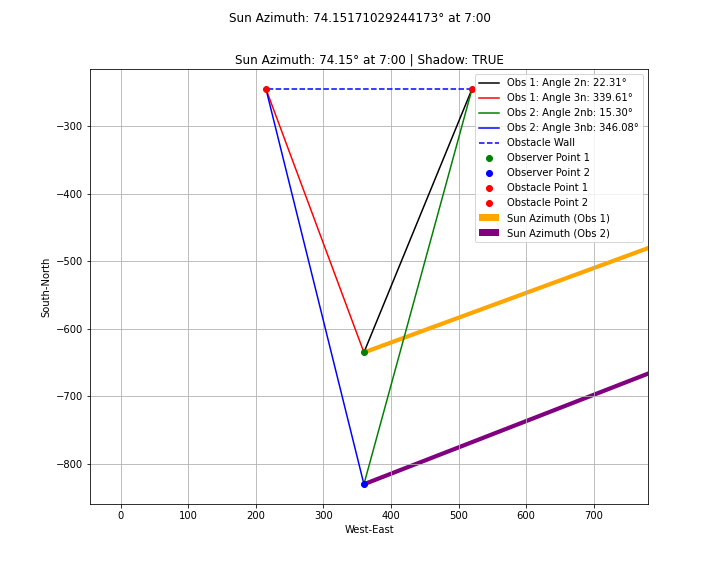 Sun Azimuth: 74.15171029244173° at 7:00
Sun Azimuth: 74.15° at 7:00 | Shadow: TRUE
Obs 1: Angle 2n: 22.31°
Obs 1: Angle 3n: 339.61°
Obs 2: Angle 2nb: 15.30°
Obs 2: Angle 3nb: 346.08°
Obstacle Wall
Observer Point 1
Observer Point 2
Obstacle Point 1
Obstacle Point 2
Sun Azimuth (Obs 1)
Sun Azimuth (Obs 2)
South-North
−300
−400
−500
−600
−700
−800
0 100 200 300 400 500 600 700
West-East